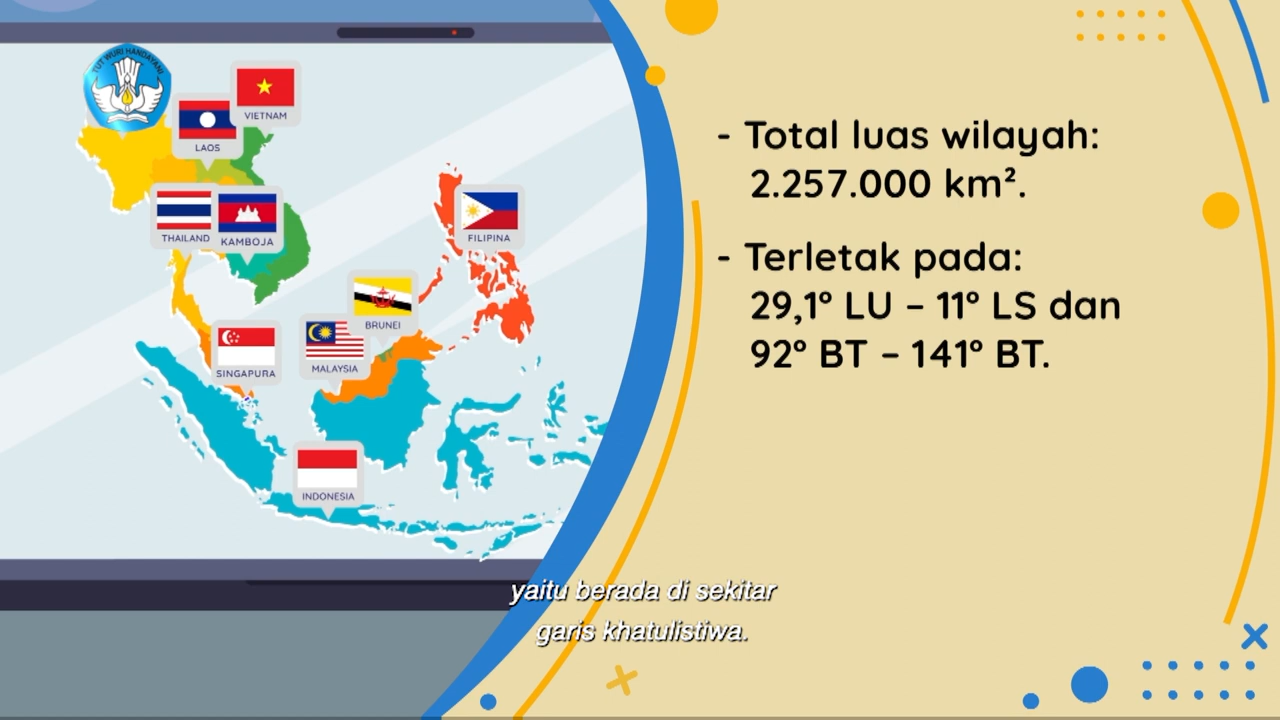 TUT WURI HANDAYANI
VIETNAM
LAOS
THAILAND
KAMBOJA
FILIPINA
BRUNEI
SINGAPURA
MALAYSIA
INDONESIA
- Total luas wilayah:
2.257.000 km².
- Terletak pada:
29,1° LU – 11° LS dan
92° BT – 141° BT.
yaitu berada di sekitar
garis khatulistiwa.